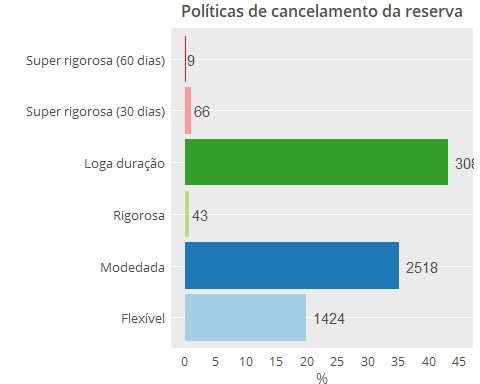 Políticas de cancelamento da reserva
Super rigorosa (60 dias) 9
Super rigorosa (30 dias) 66
Loga duração
Rigorosa 43
Modedada 2518
Flexível 1424
0 5 10 15 20 25 30 35 40 45
%